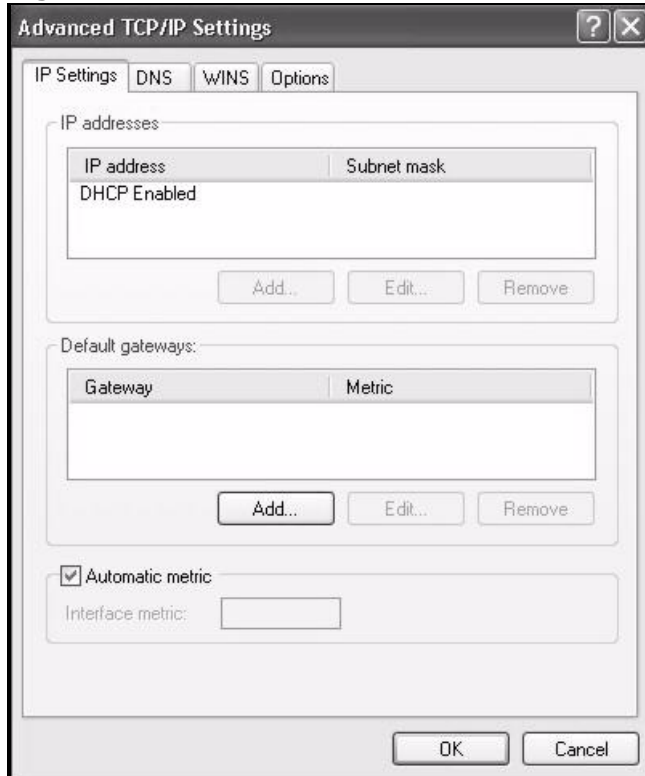 Advanced TCP/IP Settings
IP Settings DNS WINS Options
IP addresses
IP address Subnet mask
DHCP Enabled
Add... Edit... Remove
Default gateways:
Gateway Metric
Add... Edit... Remove
Automatic metric
Interface metric:
OK Cancel